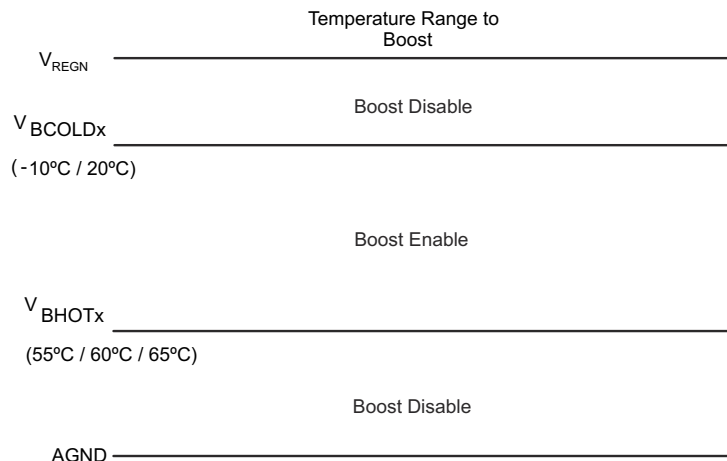 Temperature Range to
Boost
VREGN
Boost Disable
VBCOLDx
(-10ºC / 20ºC)
Boost Enable
VBHOTx
(55ºC / 60ºC / 65ºC)
Boost Disable
AGND